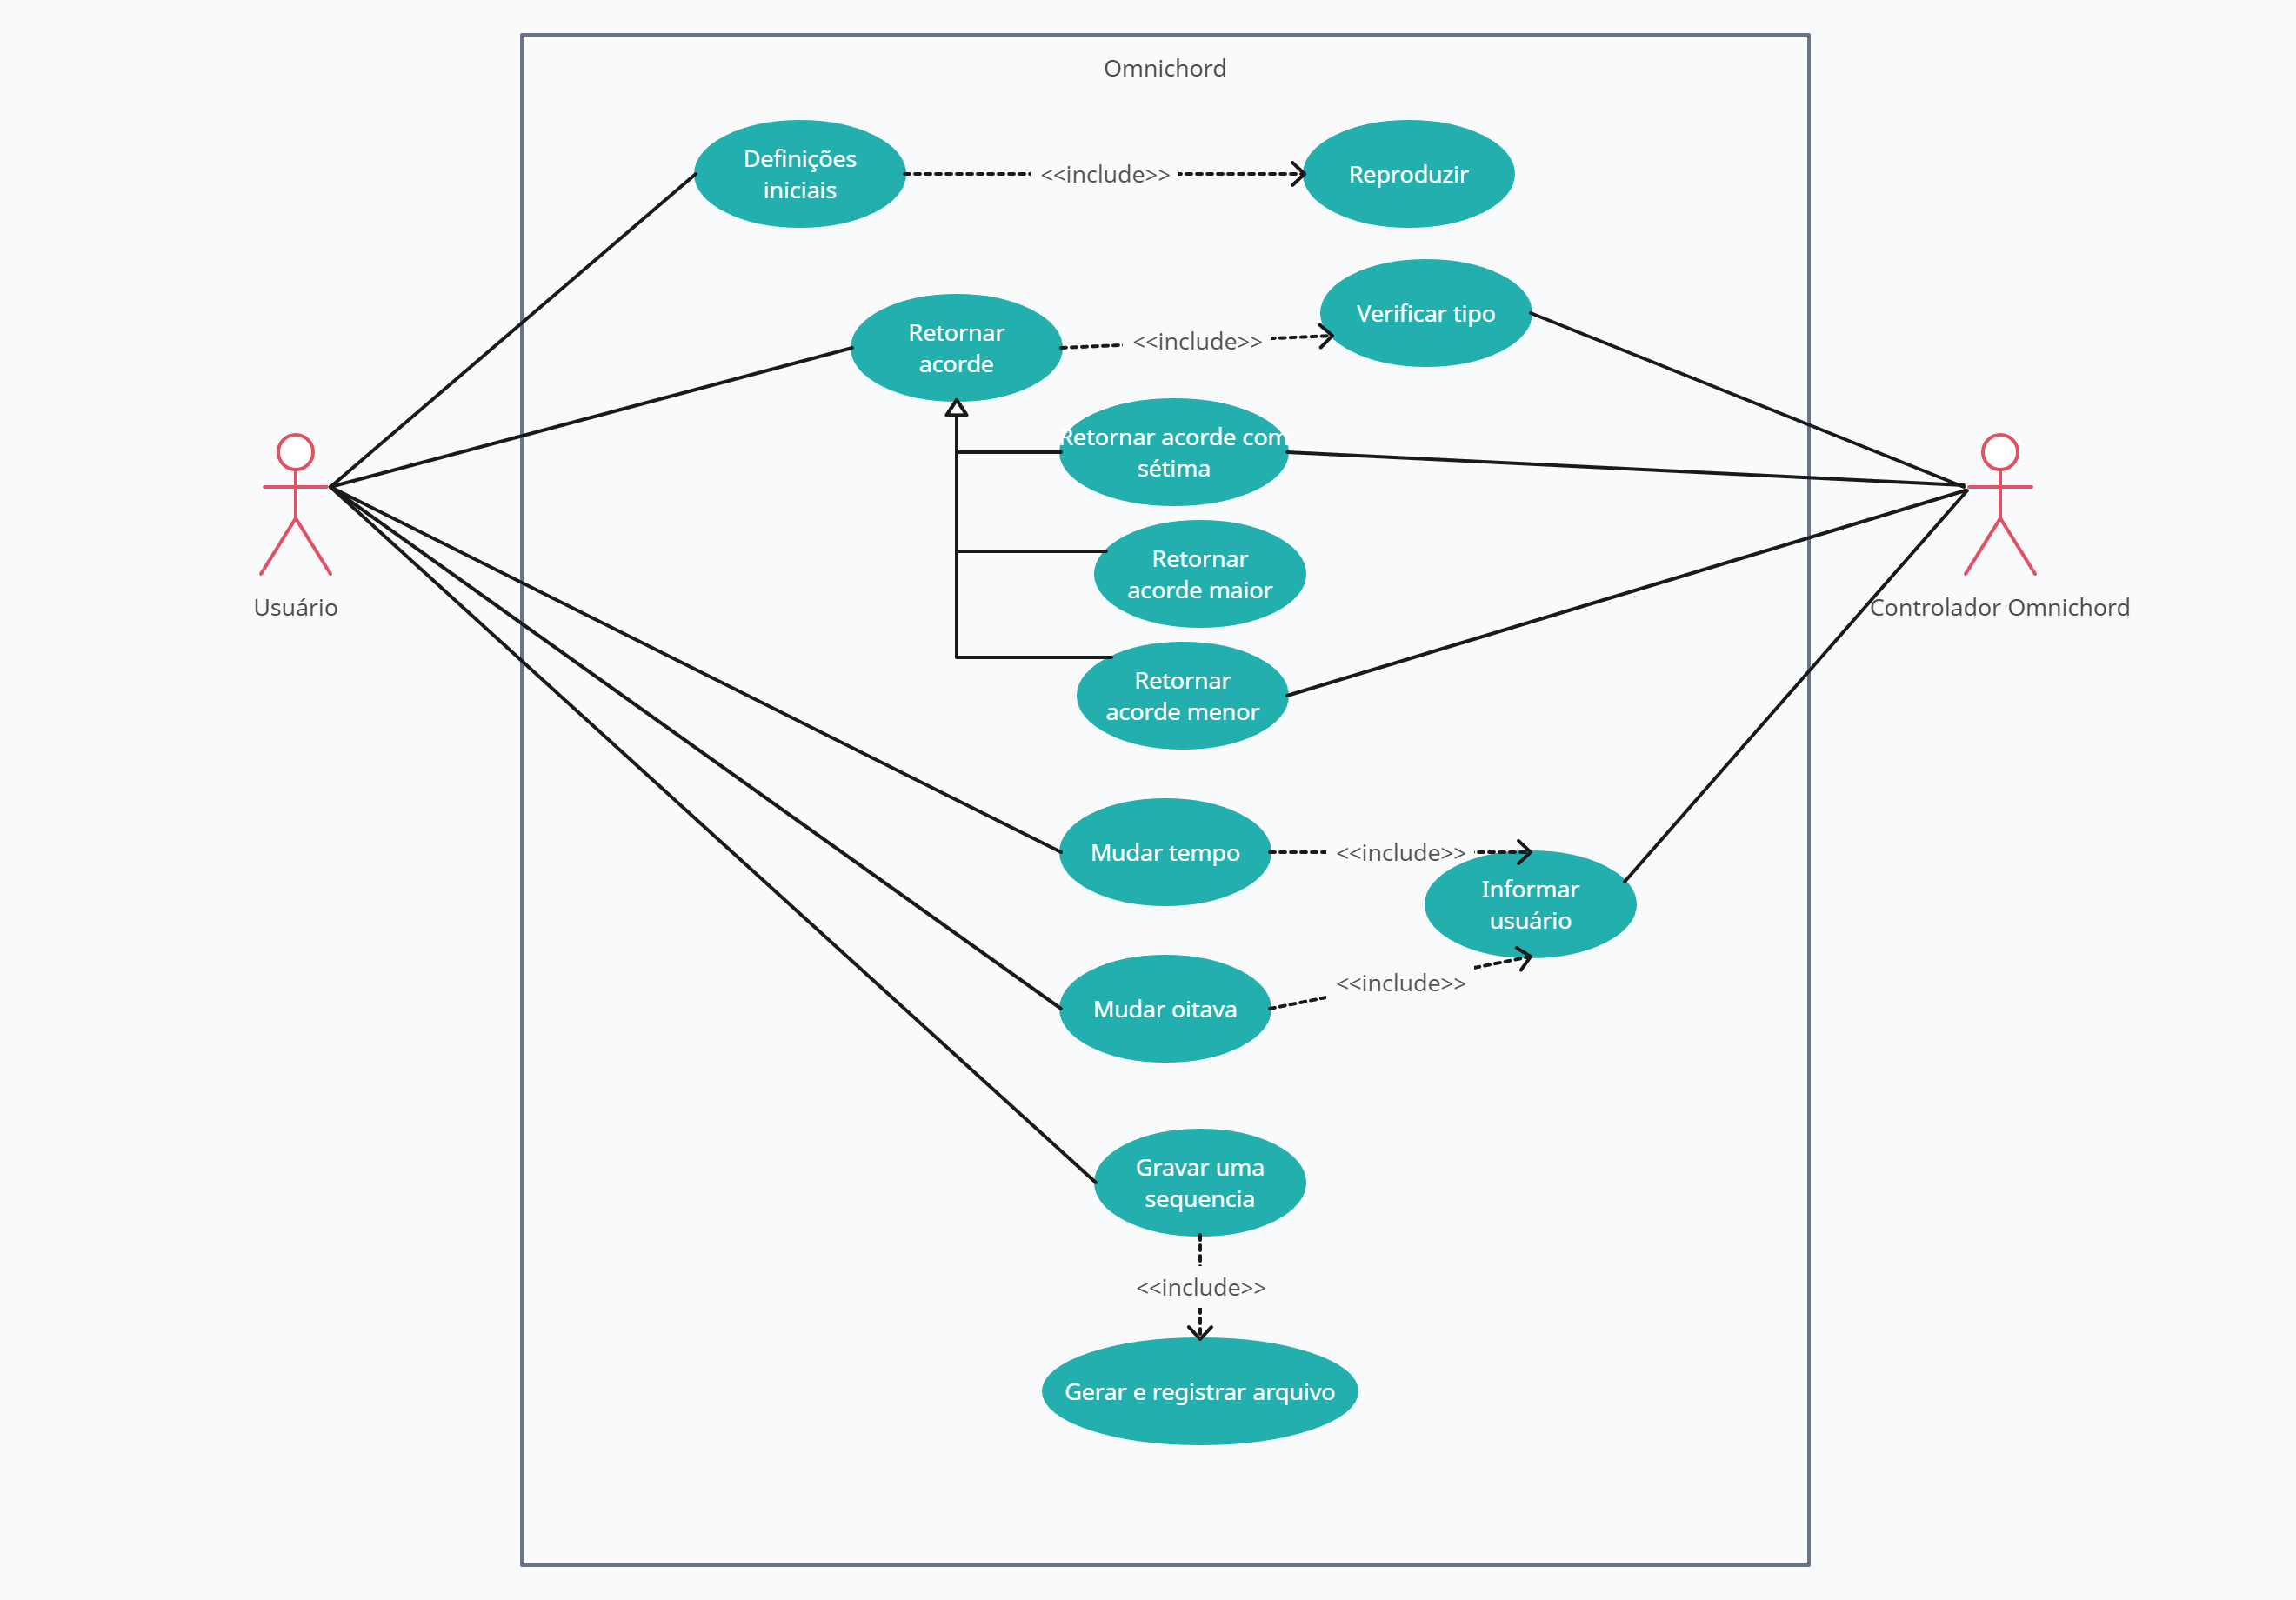 Omnichord
Definições
iniciais
<<include>>
Reproduzir
Retornar
acorde
<<include>>
Verificar tipo
Retornar acorde com
sétima
Retornar
acorde maior
Retornar
acorde menor
Usuário
Controlador Omnichord
Mudar tempo
<<include>>
Informar
usuário
Mudar oitava
<<include>>
Gravar uma
sequencia
<<include>>
Gerar e registrar arquivo